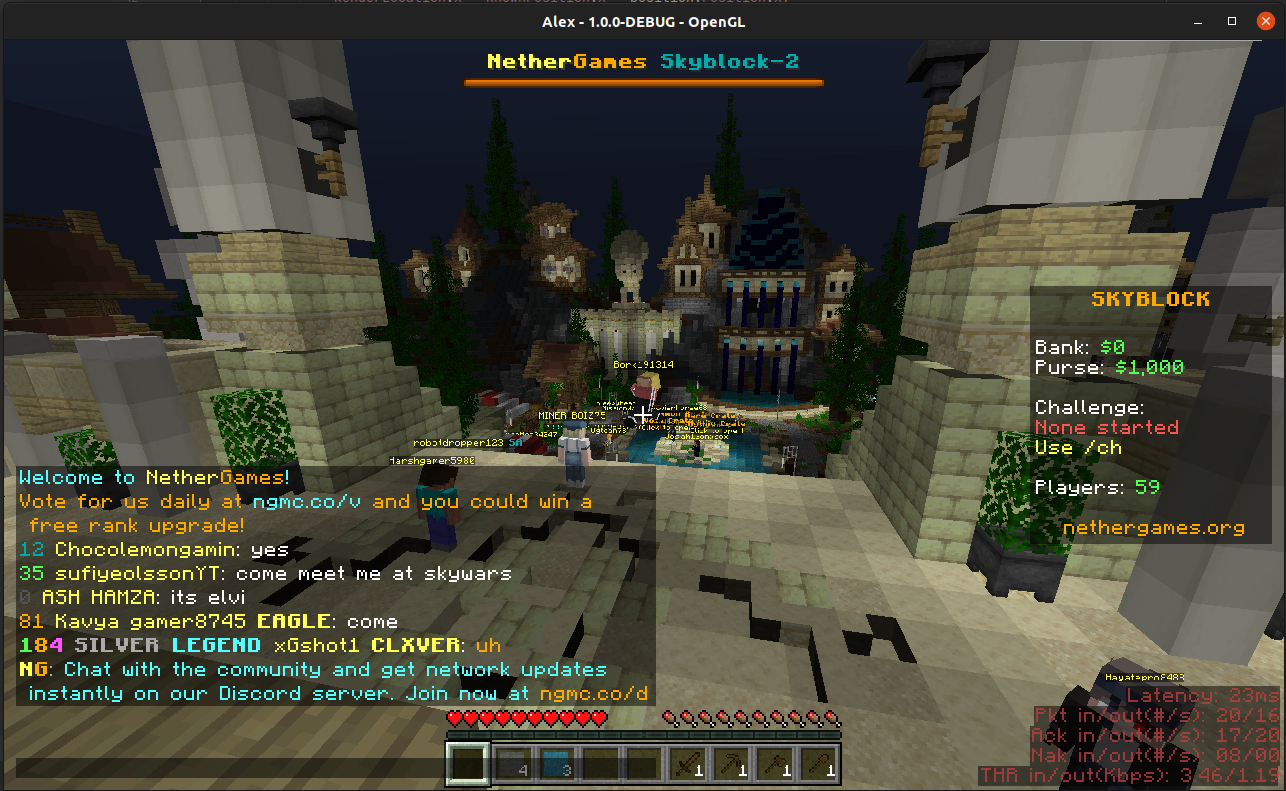 Alex - 1.0.0-DEBUG - OpenGL
NetherGames Skyblock-2
SKYBLOCK
Bank: $0
Purse: $1,000
Challenge:
None started
Use /ch
Players: 59
nethergames.org
Bork191314
MINER BOIZ75
roboldropper123 SA
Harshgamer5980
Welcome to NetherGames!
Vote for us daily at ngmc.co/v and you could win a
free rank upgrade!
12 Chocolemongamin: yes
35 sufiyeolssonYT: come meet me at skywars
0 ASH HAMZA: its elvi
81 Kavya gamer8745 EAGLE: come
184 SILVER LEGEND xGshot1 CLXVER: uh
NG: Chat with the community and get network updates
instantly on our Discord server. Join now at ngmc.co/d
Latency: 23ms
Pkt in/out(#/s): 20/16
Ack in/out(#/s): 17/20
Nak in/out(#/s): 08/00
THR in/out(Kbps): 3.46/1.19
4 3 1 1 1 1